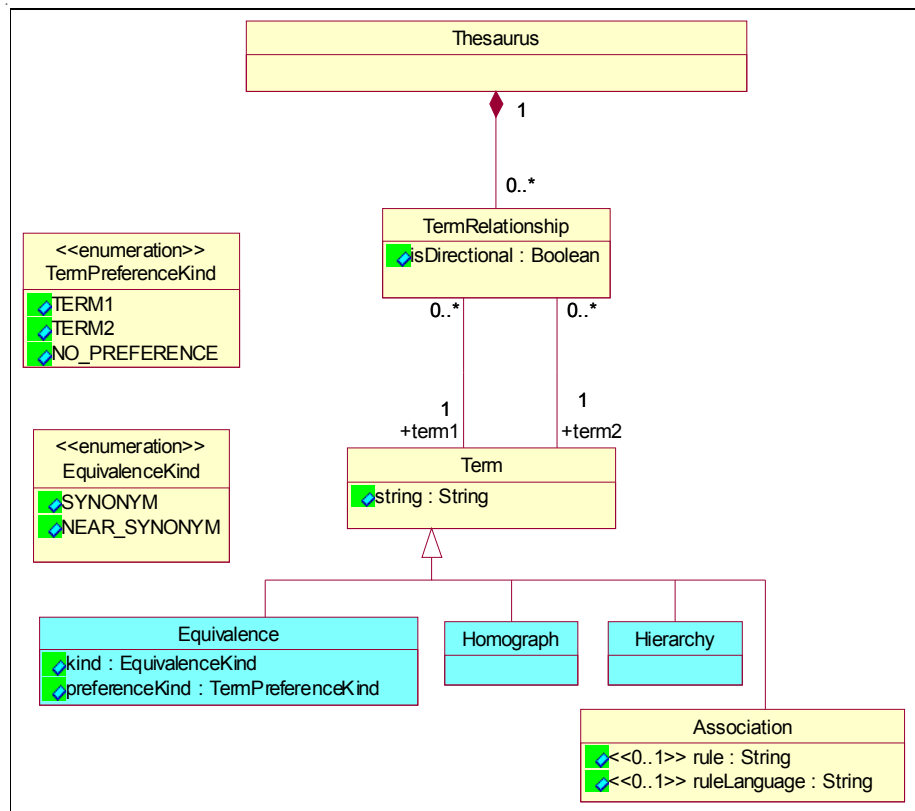 Thesaurus
1
0..*
TermRelationship
isDirectional : Boolean
<<enumeration>>
TermPreferenceKind
TERM1
TERM2
NO_PREFERENCE
0..*
0..*
1
+term1
1
+term2
<<enumeration>>
EquivalenceKind
SYNONYM
NEAR_SYNONYM
Term
string : String
Equivalence
kind : EquivalenceKind
preferenceKind : TermPreferenceKind
Homograph
Hierarchy
Association
<<0..1>> rule : String
<<0..1>> ruleLanguage : String